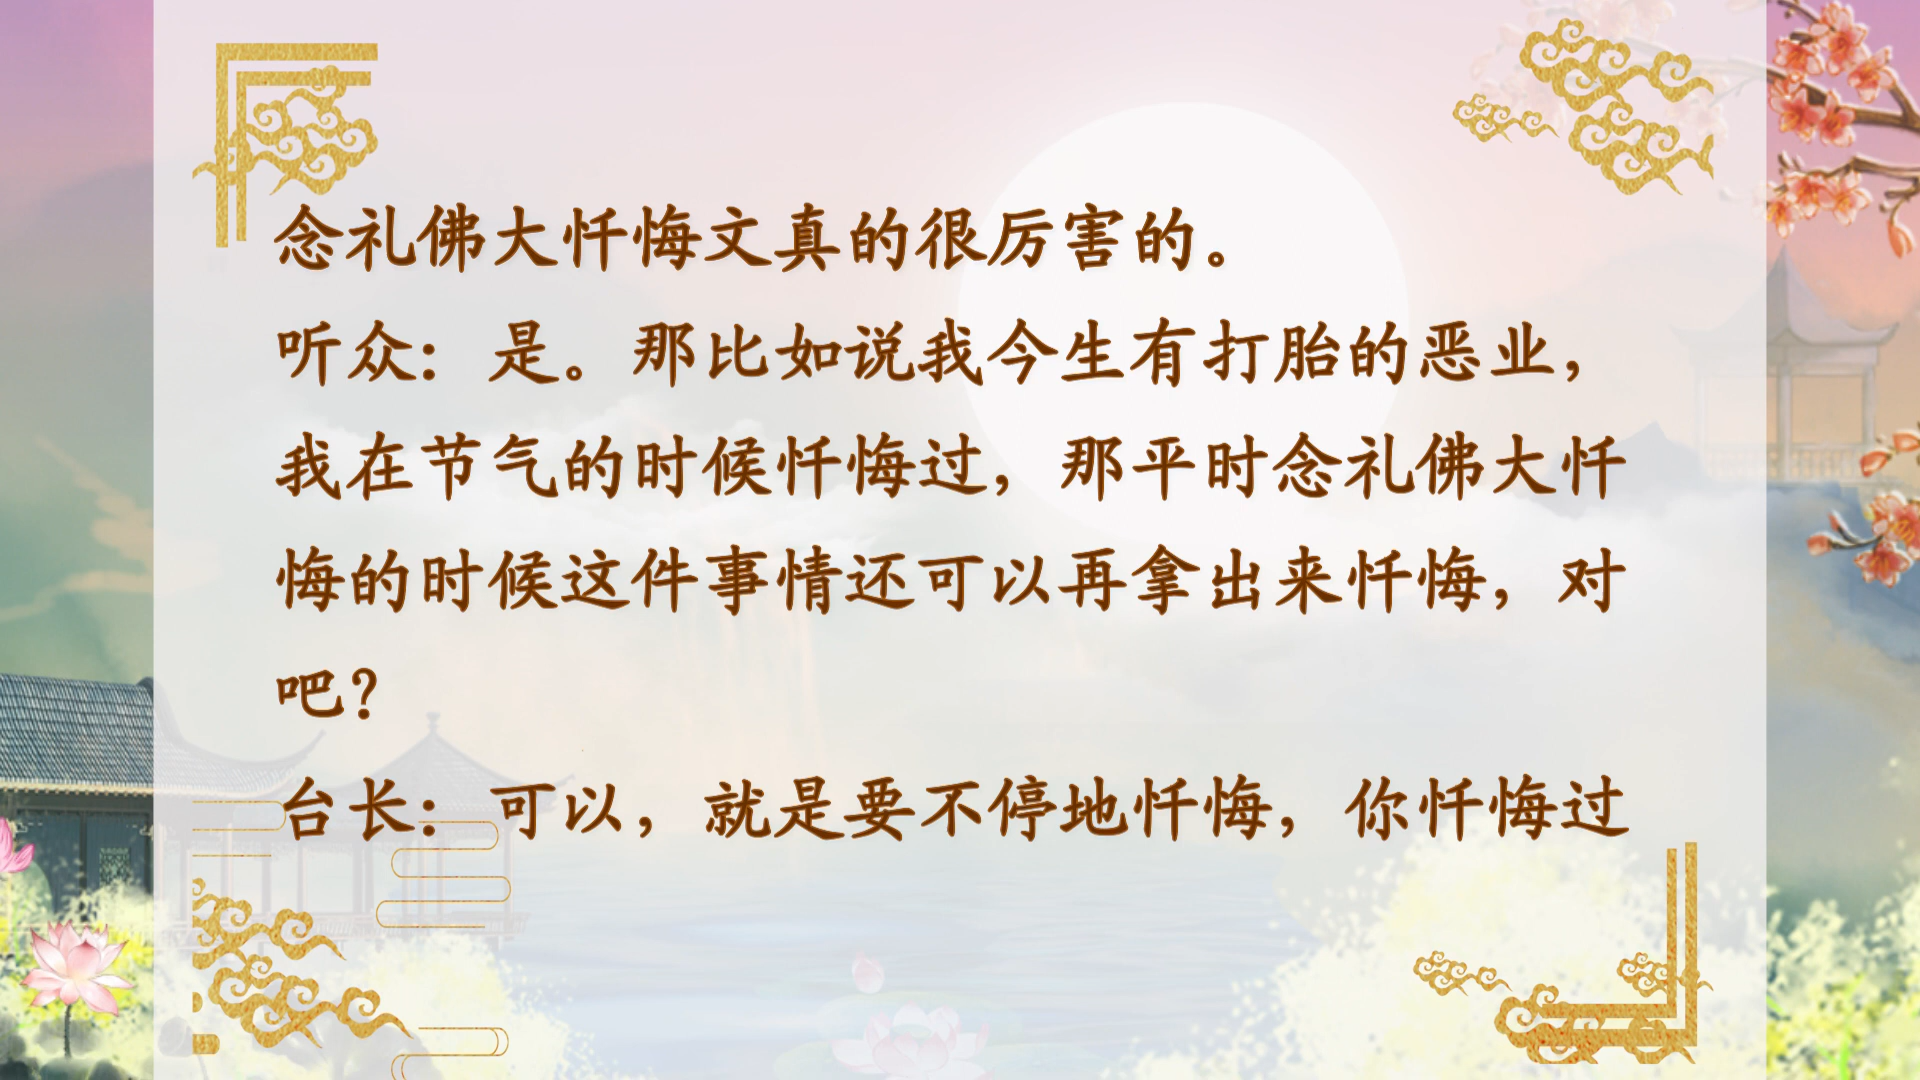 念礼佛大忏悔文真的很厉害的。
听众：是。那比如说我今生有打胎的恶业，
我在节气的时候忏悔过，那平时念礼佛大忏
悔的时候这件事情还可以再拿出来忏悔，对
吧？
台长：可以，就是要不停地忏悔，你忏悔过